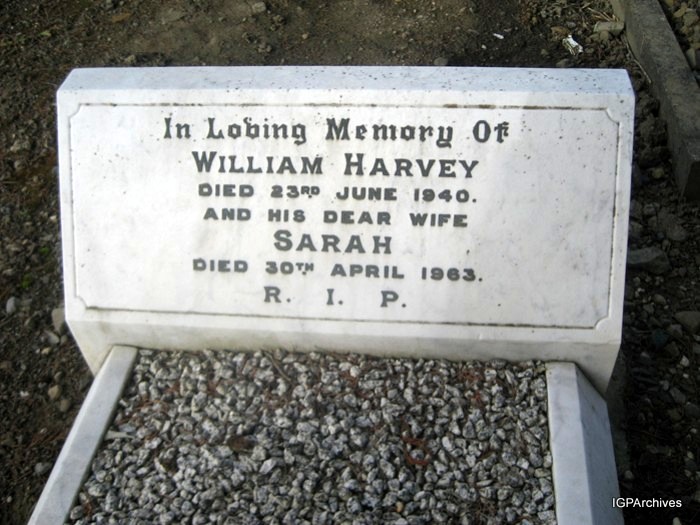 In Loving Memory Of
WILLIAM HARVEY
DIED 23RD JUNE 1940.
AND HIS DEAR WIFE
SARAH
DIED 30TH APRIL 1963.
R. I. P.
IGPArchives